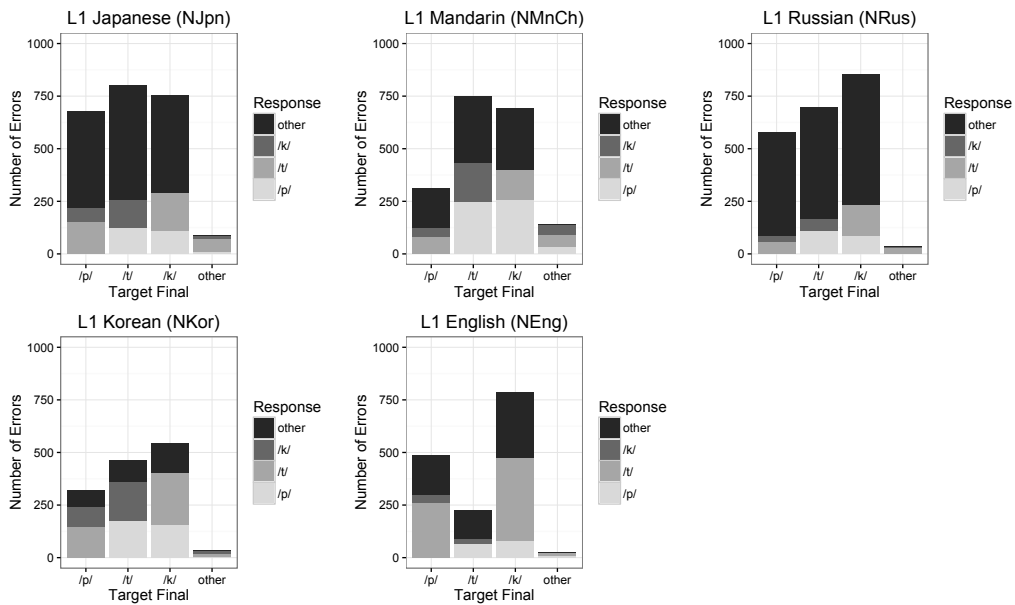 L1 Japanese (NJpn)
1000
750
500
250
0
Number of Errors
/p/ /t/ /k/ other
Target Final
Response
other
/k/
/t/
/p/
L1 Mandarin (NMnCh)
1000
750
500
250
0
Number of Errors
/p/ /t/ /k/ other
Target Final
Response
other
/k/
/t/
/p/
L1 Russian (NRus)
1000
750
500
250
0
Number of Errors
/p/ /t/ /k/ other
Target Final
Response
other
/k/
/t/
/p/
L1 Korean (NKor)
1000
750
500
250
0
Number of Errors
/p/ /t/ /k/ other
Target Final
Response
other
/k/
/t/
/p/
L1 English (NEng)
1000
750
500
250
0
Number of Errors
/p/ /t/ /k/ other
Target Final
Response
other
/k/
/t/
/p/